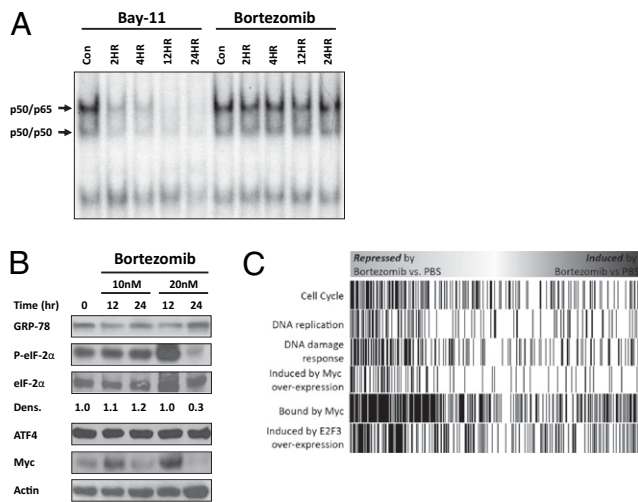 A
Bay-11
Bortezomib
Con
2HR
4HR
12HR
24HR
Con
2HR
4HR
12HR
24HR
p50/p65
p50/p50
B
Bortezomib
10nM
20nM
Time (hr) 0 12 24 12 24
GRP-78
P-eIF-2α
eIF-2α
Dens. 1.0 1.1 1.2 1.0 0.3
ATF4
Myc
Actin
C
Repressed by
Bortezomib vs. PBS
Induced by
Bortezomib vs PBS
Cell Cycle
DNA replication
DNA damage
response
Induced by Myc
over-expression
Bound by Myc
Induced by E2F3
over-expression